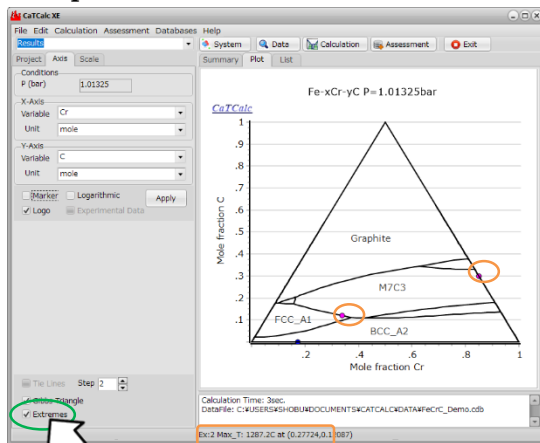 CaTCalc XE
File Edit Calculation Assessment Databases Help
Results
System Data Calculation Assessment Exit
Project Axis Scale
Summary Plot List
Conditions
P (bar) 1.01325
X-Axis
Variable Cr
Unit mole
Y-Axis
Variable C
Unit mole
Marker Logarithmic Apply
Logo Experimental Data
Tie Lines Step 2
Gibbs Triangle
Extremes
Fe-xCr-yC P=1.01325bar
CaTCalc
1
.9
.8
.7
.6
.5
.4
.3
.2
.1
Mole fraction C
Graphite
M7C3
FCC_A1
BCC_A2
.2 .4 .6 .8 1
Mole fraction Cr
Calculation Time: 3sec.
DataFile: C:¥USERS¥SHOBU¥DOCUMENTS¥CATCALC¥DATA¥FeCrC_Demo.cdb
Ex:2 Max_T: 1287.2C at (0.27724,0.12087)